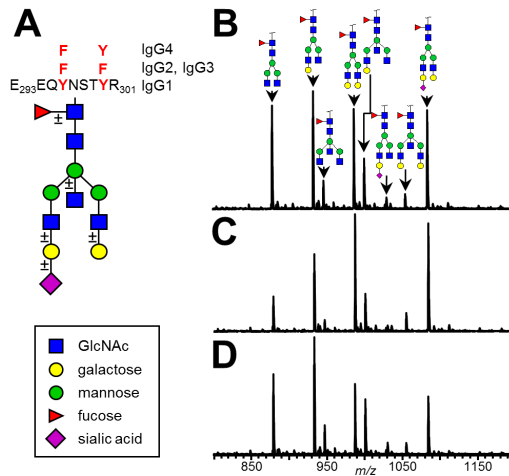 A
F Y IgG4
F F IgG2, IgG3
E293EQYNSTYR301 IgG1
±
±
±
±
±
GlcNAc
galactose
mannose
fucose
sialic acid
B
C
D
850 950 1050 1150
m/z